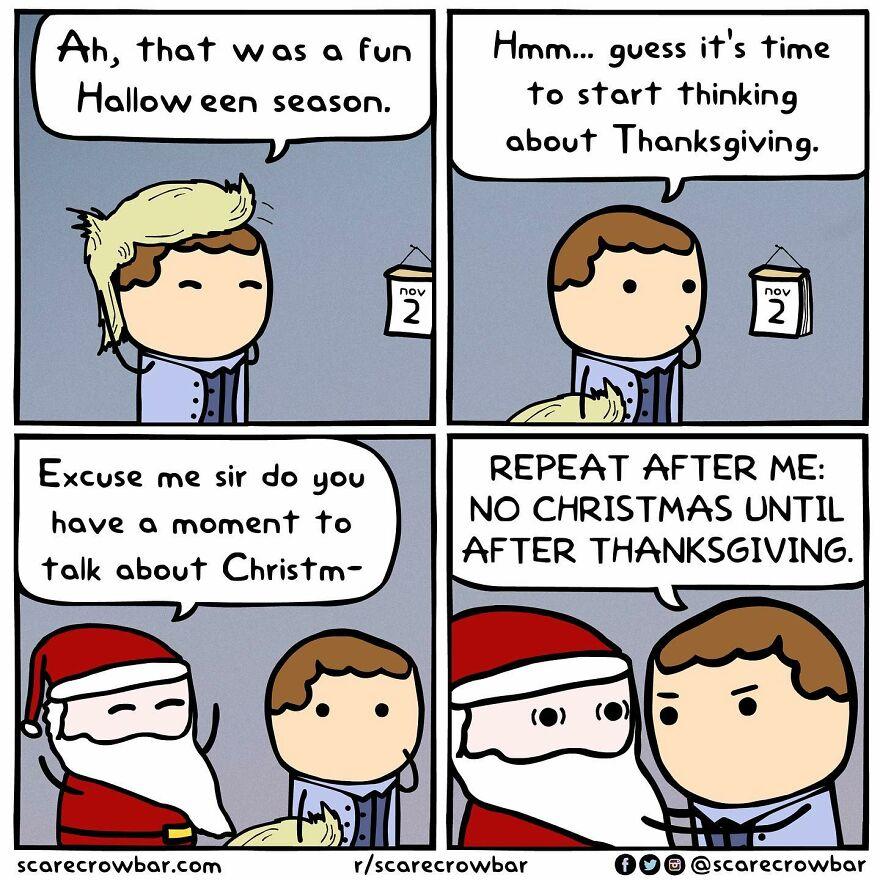 Ah, that was a fun
Halloween season.
nov
2
Hmm... guess it's time
to start thinking
about Thanksgiving.
nov
2
Excuse me sir do you
have a moment to
talk about Christm-
REPEAT AFTER ME:
NO CHRISTMAS UNTIL
AFTER THANKSGIVING.
scarecrowbar.com
r/scarecrowbar
@scarecrowbar